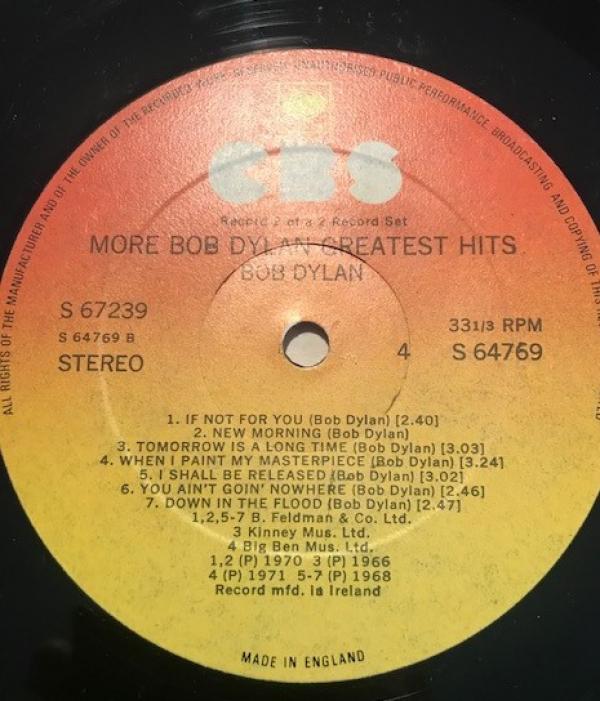 ALL RIGHTS OF THE MANUFACTURER AND OF THE OWNER OF THE RECORDED WORK RESERVED. UNAUTHORISED PUBLIC PERFORMANCE BROADCASTING AND COPYING OF THIS
CBS
Record 2 of a 2 Record Set
MORE BOB DYLAN GREATEST HITS
BOB DYLAN
S 67239
S 64769 B
STEREO
33 1/3 RPM
4 S 64769
1. IF NOT FOR YOU (Bob Dylan) [2.40]
2. NEW MORNING (Bob Dylan)
3. TOMORROW IS A LONG TIME (Bob Dylan) [3.03]
4. WHEN I PAINT MY MASTERPIECE (Bob Dylan) [3.24]
5. I SHALL BE RELEASED (Bob Dylan) [3.02]
6. YOU AIN'T GOIN' NOWHERE (Bob Dylan) [2.46]
7. DOWN IN THE FLOOD (Bob Dylan) [2.47]
1,2,5-7 B. Feldman & Co. Ltd.
3 Kinney Mus. Ltd.
4 Big Ben Mus. Ltd.
1,2 (P) 1970 3 (P) 1966
4 (P) 1971 5-7 (P) 1968
Record mfd. in Ireland
MADE IN ENGLAND